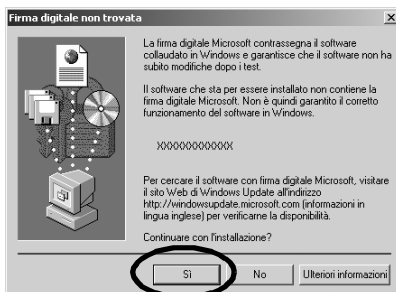 Firma digitale non trovata
La firma digitale Microsoft contrassegna il software
collaudato in Windows e garantisce che il software non ha
subito modifiche dopo i test.
Il software che sta per essere installato non contiene la
firma digitale Microsoft. Non è quindi garantito il corretto
funzionamento del software in Windows.
XXXXXXXXXXXXX
Per cercare il software con firma digitale Microsoft, visitare
il sito Web di Windows Update all'indirizzo
http://windowsupdate.microsoft.com (informazioni in
lingua inglese) per verificarne la disponibilità.
Continuare con l'installazione?
Sì No Ulteriori informazioni